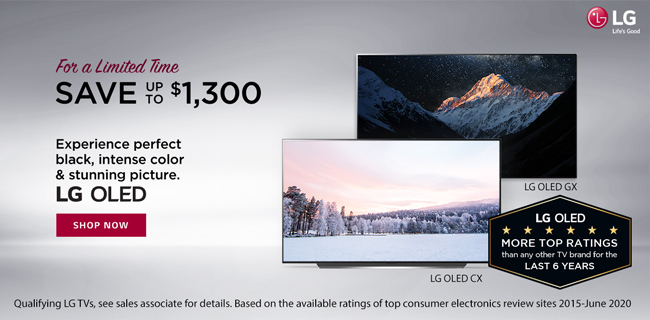 LG
Life's Good
For a Limited Time
SAVE UP TO $1,300
Experience perfect
black, intense color
& stunning picture.
LG OLED
SHOP NOW
LG OLED GX
LG OLED CX
LG OLED
MORE TOP RATINGS
than any other TV brand for the
LAST 6 YEARS
Qualifying LG TVs, see sales associate for details. Based on the available ratings of top consumer electronics review sites 2015-June 2020